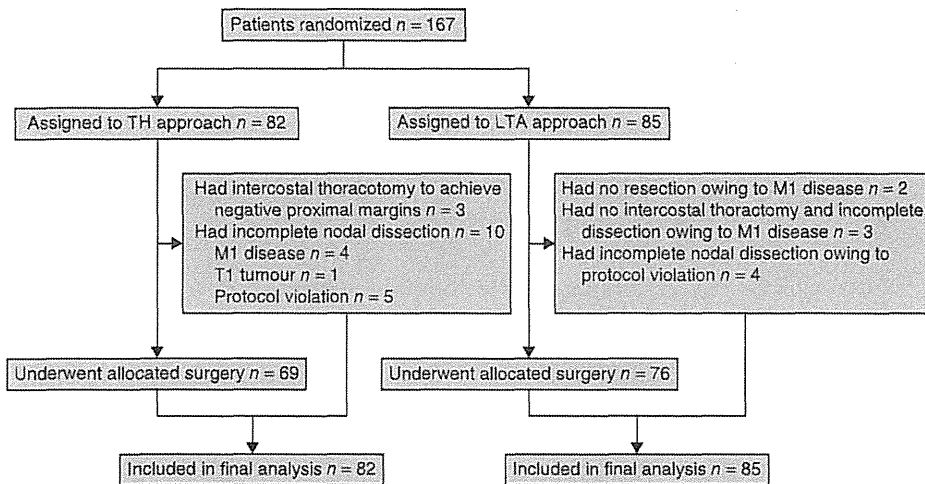 Patients randomized n = 167
Assigned to TH approach n = 82
Assigned to LTA approach n = 85
Had intercostal thoracotomy to achieve
negative proximal margins n = 3
Had incomplete nodal dissection n = 10
M1 disease n = 4
T1 tumour n = 1
Protocol violation n = 5
Had no resection owing to M1 disease n = 2
Had no intercostal thoractomy and incomplete
dissection owing to M1 disease n = 3
Had incomplete nodal dissection owing to
protocol violation n = 4
Underwent allocated surgery n = 69
Underwent allocated surgery n = 76
Included in final analysis n = 82
Included in final analysis n = 85